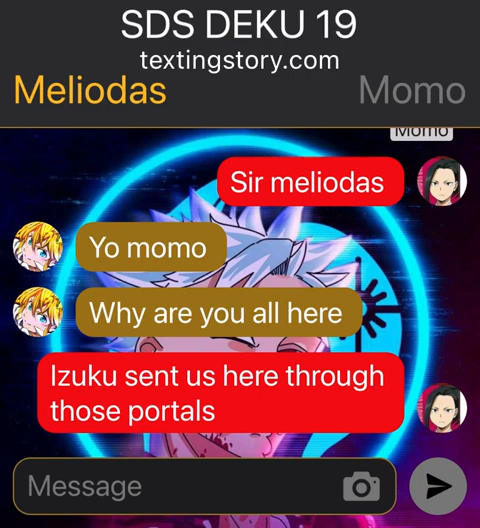 SDS DEKU 19
textingstory.com
Meliodas Momo
Momo
Sir meliodas
Yo momo
Why are you all here
Izuku sent us here through
those portals
Message